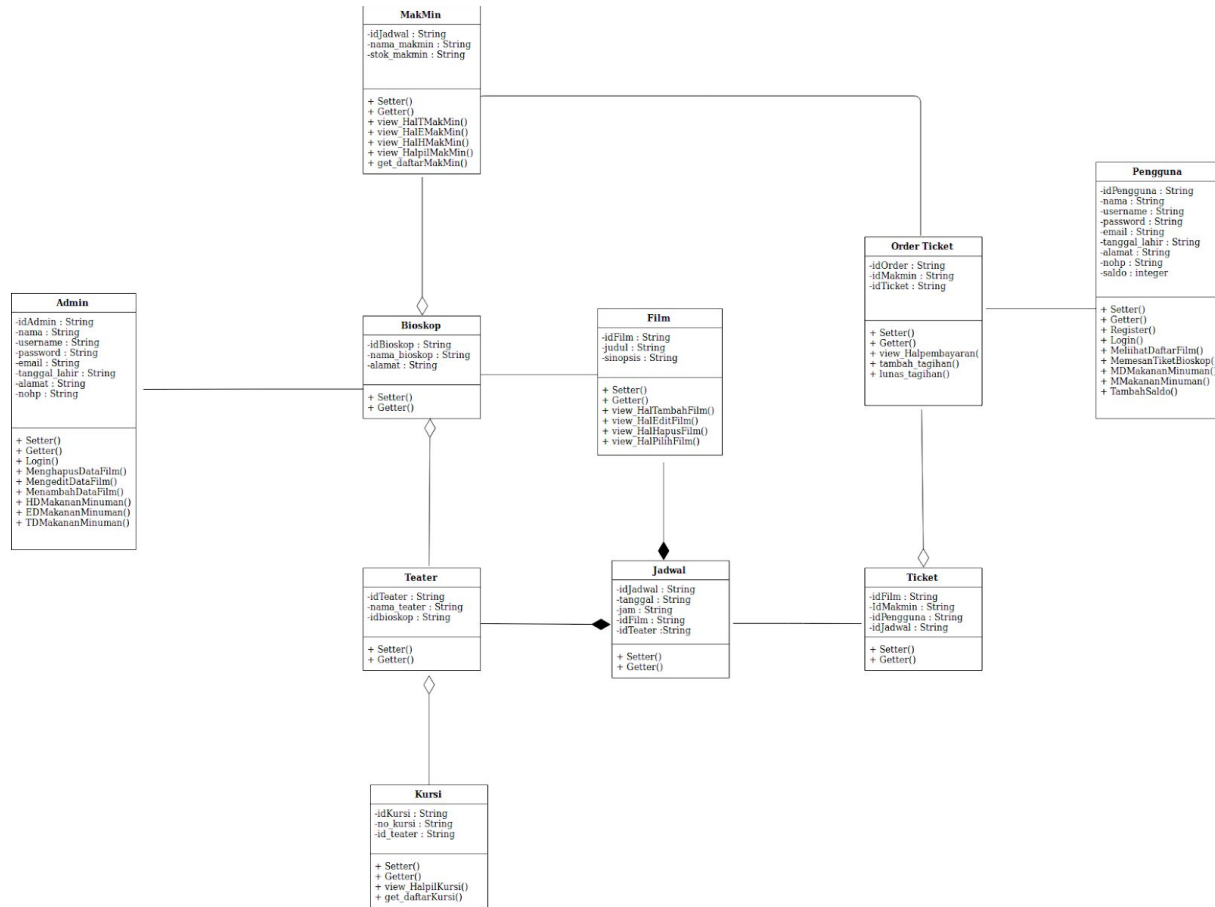 MakMin
-idJadwal : String
-nama_makmin : String
-stok_makmin : String
+ Setter()
+ Getter()
+ view_HalTMakMin()
+ view_HalEMakMin()
+ view_HalHMakMin()
+ view_HalpilMakMin()
+ get_daftarMakMin()
Pengguna
-idPengguna : String
-nama : String
-username : String
-password : String
-email : String
-tanggal_lahir : String
-alamat : String
-nohp : String
-saldo : integer
+ Setter()
+ Getter()
+ Register()
+ Login()
+ MeliihatDaftarFilm()
+ MemesanTiketBioskop(
+ MDMakananMinuman()
+ MMakananMinuman()
+ TambahSaldo()
Order Ticket
-idOrder : String
-idMakmin : String
-idTicket : String
+ Setter()
+ Getter()
+ view_Halpembayaran(
+ tambah_tagihan()
+ lunas_tagihan()
Admin
-idAdmin : String
-nama : String
-username : String
-password : String
-email : String
-tanggal_lahir : String
-alamat : String
-nohp : String
+ Setter()
+ Getter()
+ Login()
+ MenghapusDataFilm()
+ MengeditDataFilm()
+ MenambahDataFilm()
+ HDMakananMinuman()
+ EDMakananMinuman()
+ TDMakananMinuman()
Bioskop
-idBioskop : String
-nama_bioskop : String
-alamat : String
+ Setter()
+ Getter()
Film
-idFilm : String
-judul : String
-sinopsis : String
+ Setter()
+ Getter()
+ view_HalTambahFilm()
+ view_HalEditFilm()
+ view_HalHapusFilm()
+ view_HalPilihFilm()
Teater
-idTeater : String
-nama_teater : String
-idbioskop : String
+ Setter()
+ Getter()
Jadwal
-idJadwal : String
-tanggal : String
-jam : String
-idFilm : String
-idTeater :String
+ Setter()
+ Getter()
Ticket
-idFilm : String
-IdMakmin : String
-idPengguna : String
-idJadwal : String
+ Setter()
+ Getter()
Kursi
-idKursi : String
-no_kursi : String
-id_teater : String
+ Setter()
+ Getter()
+ view_HalpilKursi()
+ get_daftarKursi()